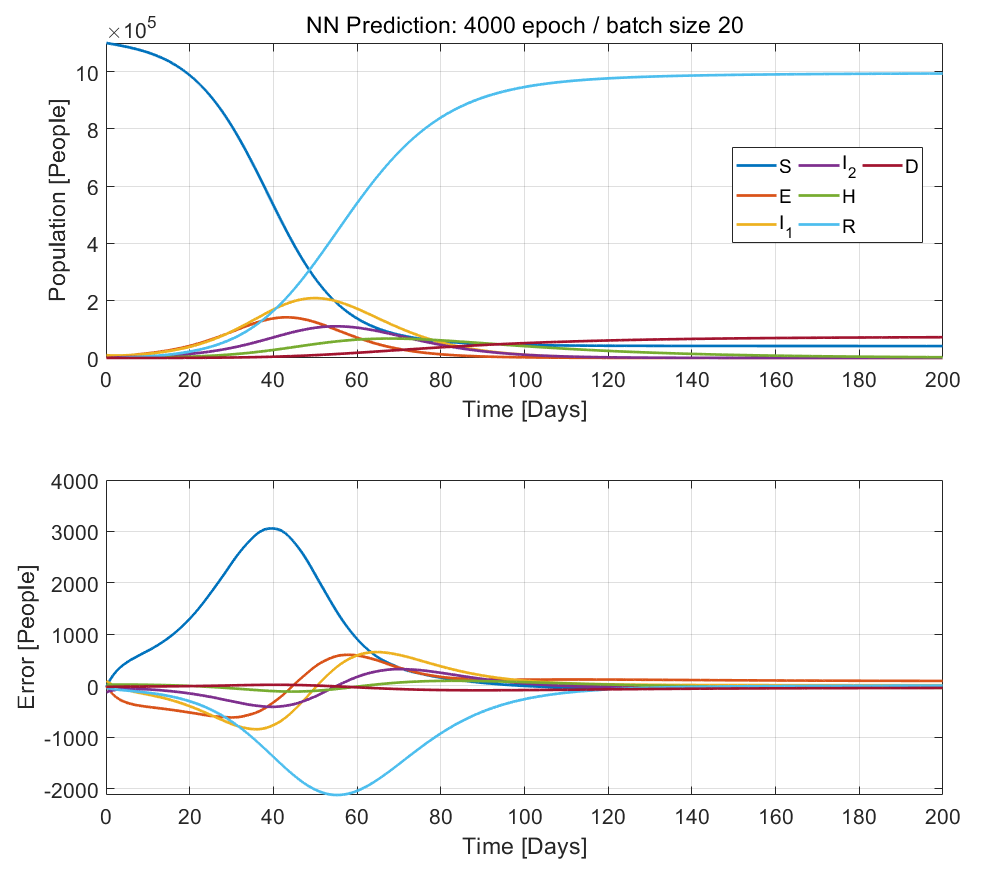 NN Prediction: 4000 epoch / batch size 20
×10⁵
10
8
6
4
2
0
Population [People]
S I₂ D
E H
I₁ R
0 20 40 60 80 100 120 140 160 180 200
Time [Days]
4000
3000
2000
1000
0
-1000
-2000
Error [People]
0 20 40 60 80 100 120 140 160 180 200
Time [Days]